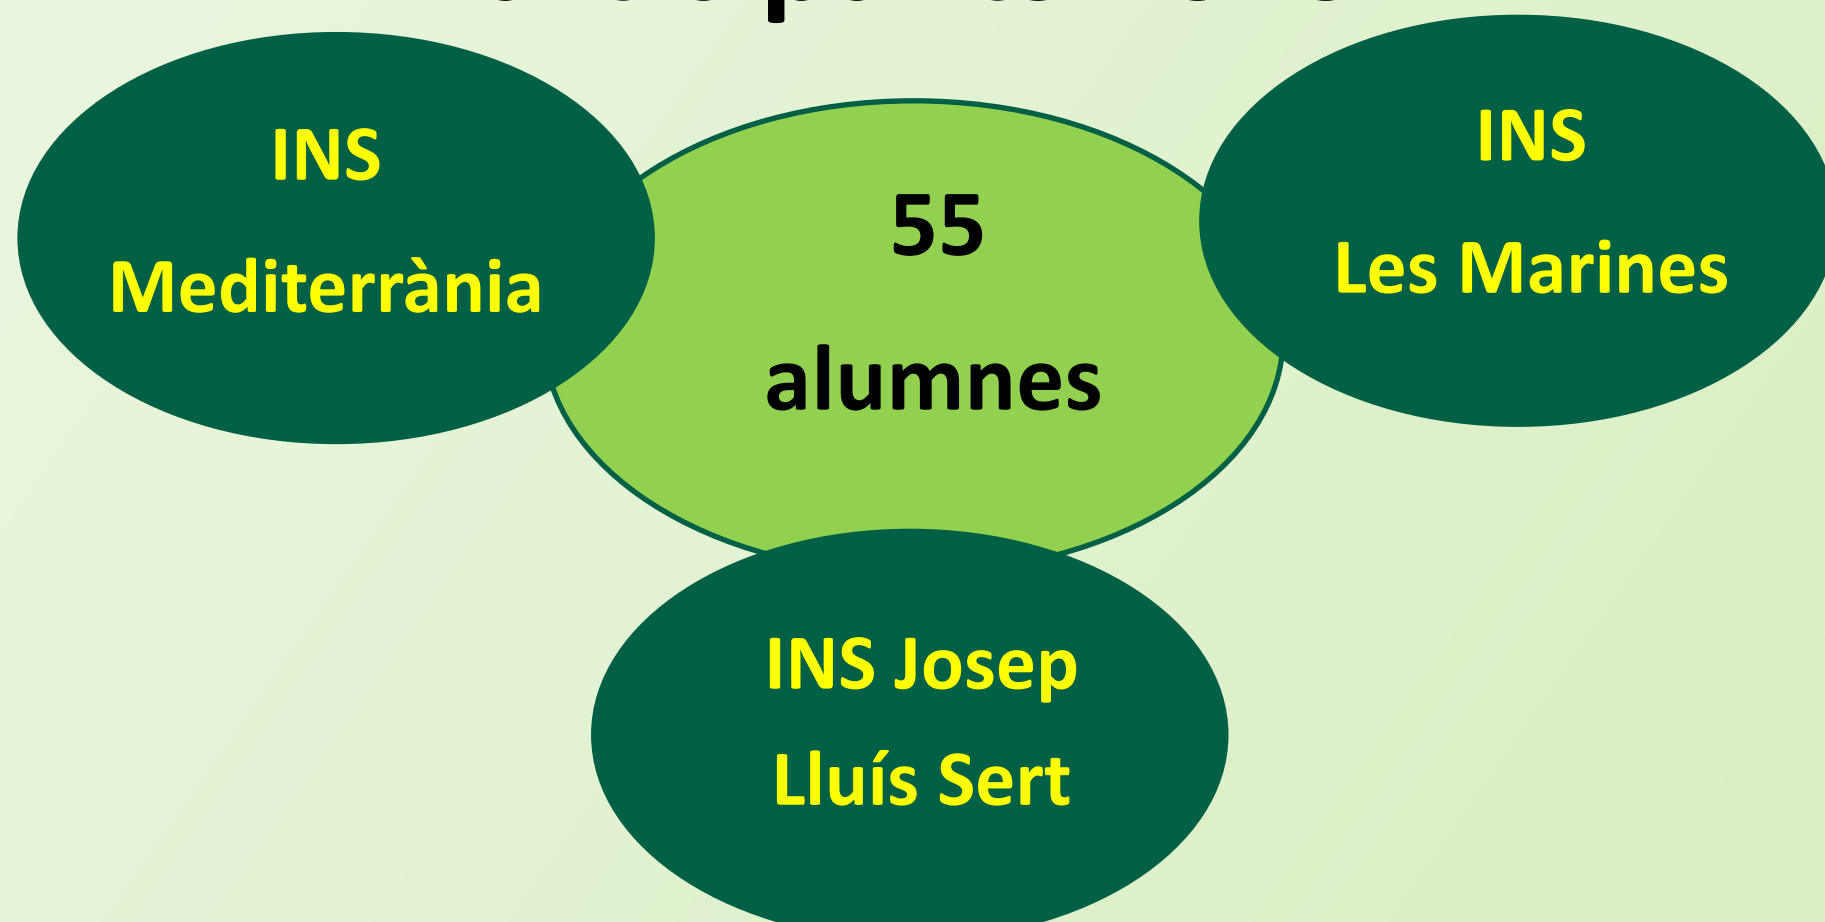 INS
Mediterrània
55
alumnes
INS
Les Marines
INS Josep
Lluís Sert